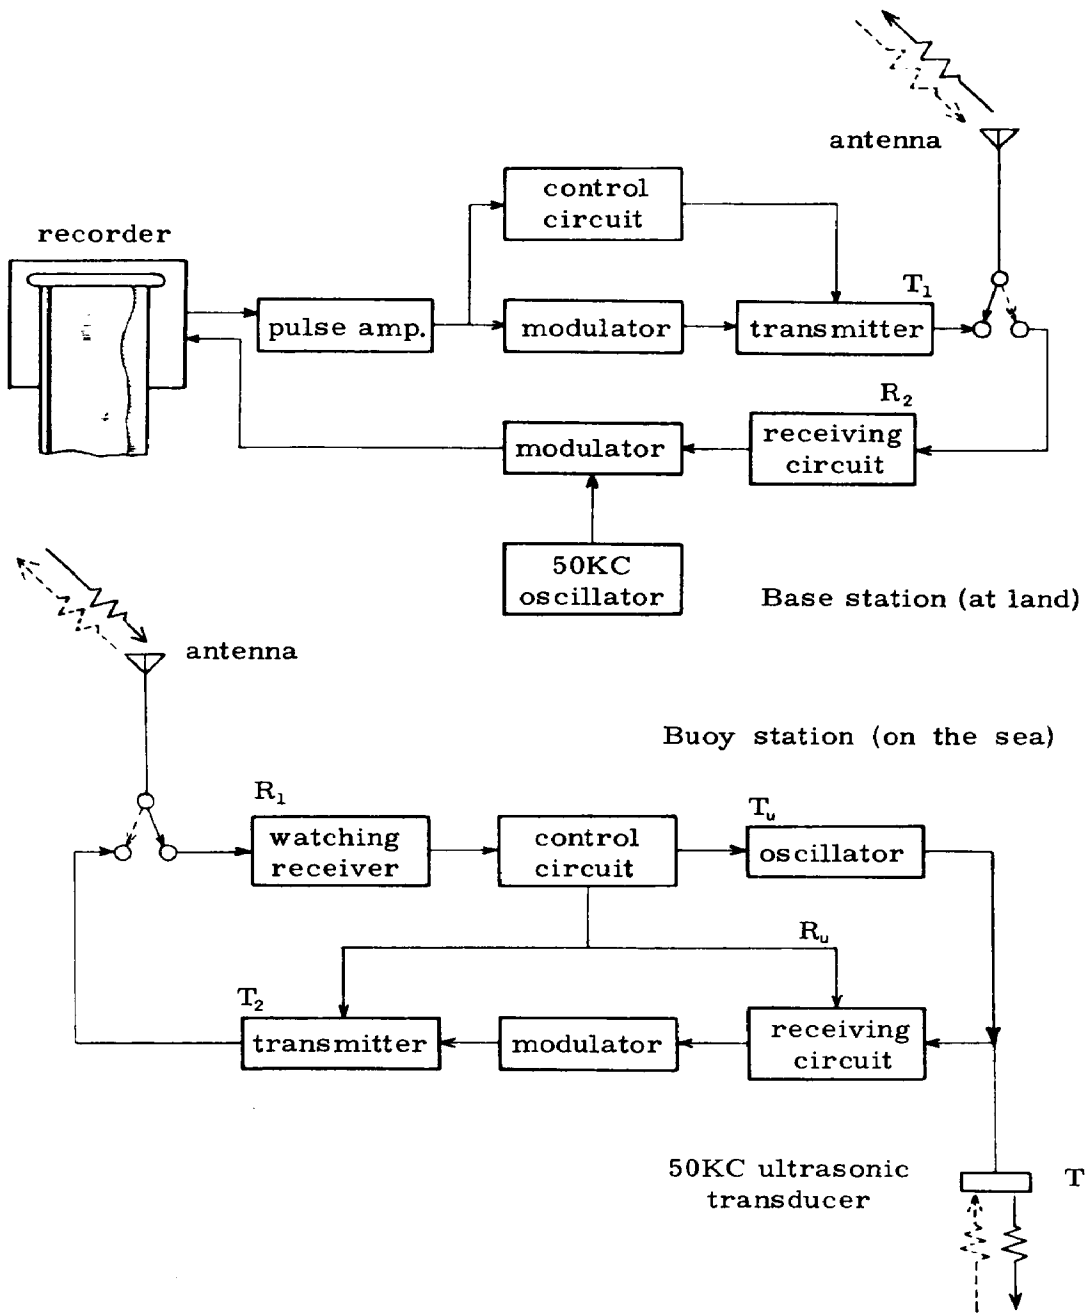 antenna
control
circuit
recorder
T₁
pulse amp.
modulator
transmitter
R₂
modulator
receiving
circuit
50KC
oscillator
Base station (at land)
antenna
Buoy station (on the sea)
R₁
Tᵤ
watching
receiver
control
circuit
oscillator
Rᵤ
T₂
transmitter
modulator
receiving
circuit
50KC ultrasonic
transducer
T